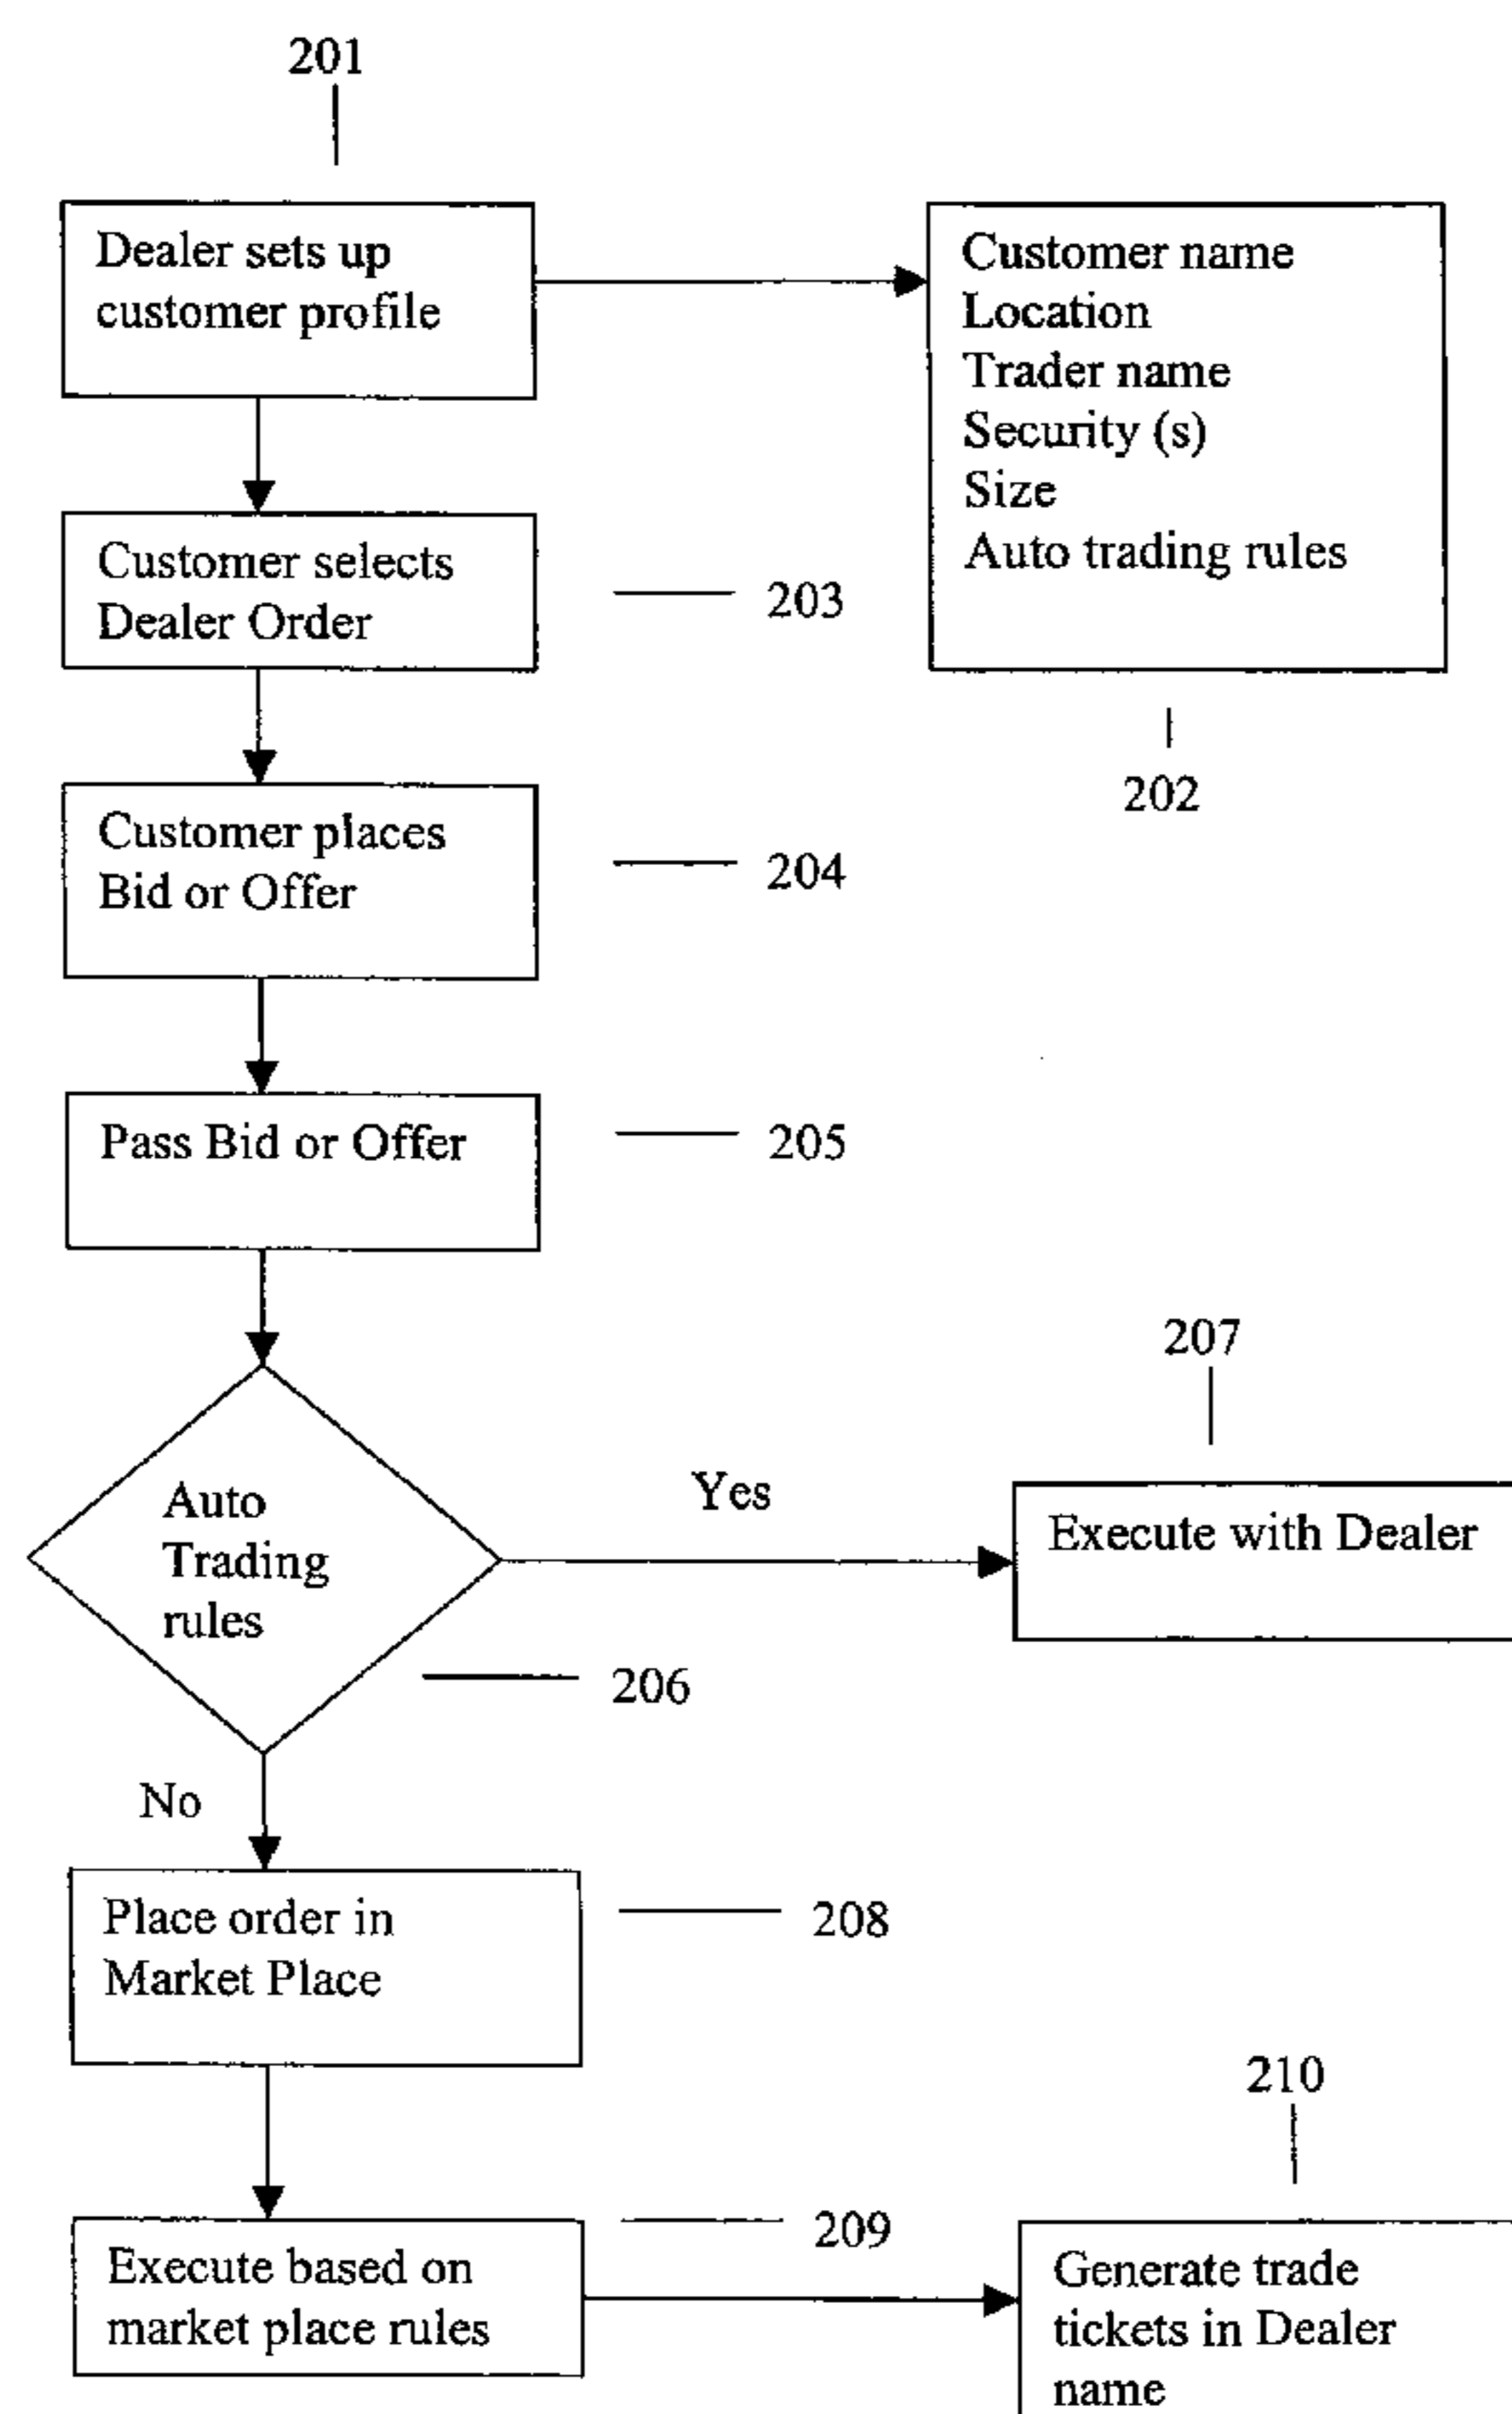 201
Dealer sets up
customer profile
Customer name
Location
Trader name
Security (s)
Size
Auto trading rules
202
Customer selects
Dealer Order
203
Customer places
Bid or Offer
204
Pass Bid or Offer
205
Auto
Trading
rules
206
Yes
207
Execute with Dealer
No
Place order in
Market Place
208
Execute based on
market place rules
209
210
Generate trade
tickets in Dealer
name